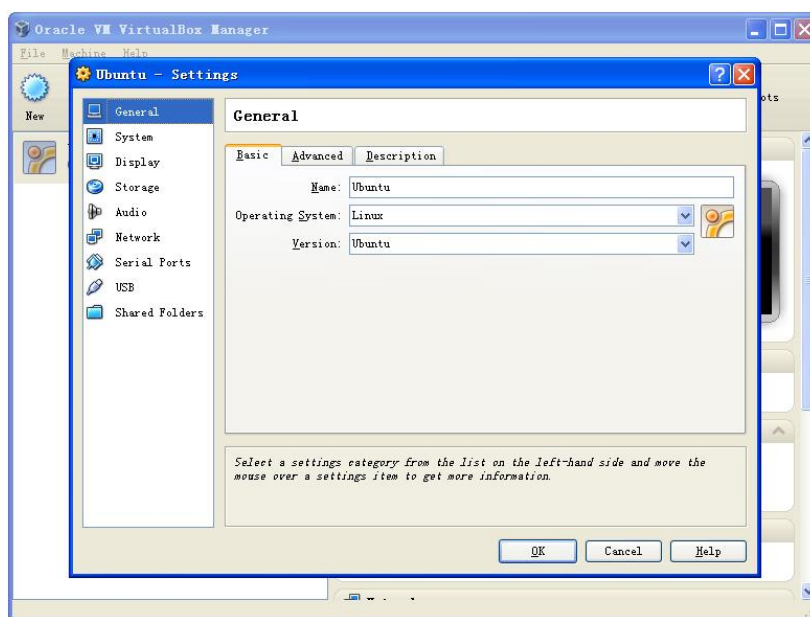 Oracle VM VirtualBox Manager
File Machine Help
New
ots
Ubuntu - Settings
General
System
Display
Storage
Audio
Network
Serial Ports
USB
Shared Folders
General
Basic Advanced Description
Name: Ubuntu
Operating System: Linux
Version: Ubuntu
Select a settings category from the list on the left-hand side and move the
mouse over a settings item to get more information.
OK Cancel Help